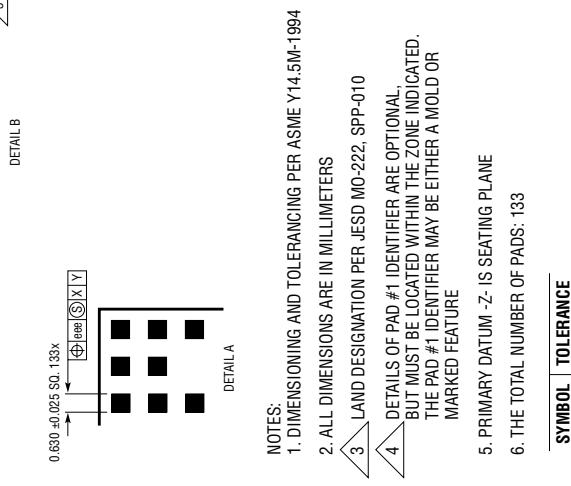 DETAIL B
0.630 ±0.025 SQ. 133x
⌖ eee Ⓢ X Y
DETAIL A
NOTES:
1. DIMENSIONING AND TOLERANCING PER ASME Y14.5M-1994
2. ALL DIMENSIONS ARE IN MILLIMETERS
3 LAND DESIGNATION PER JESD MO-222, SPP-010
4 DETAILS OF PAD #1 IDENTIFIER ARE OPTIONAL,
BUT MUST BE LOCATED WITHIN THE ZONE INDICATED.
THE PAD #1 IDENTIFIER MAY BE EITHER A MOLD OR
MARKED FEATURE
5. PRIMARY DATUM -Z- IS SEATING PLANE
6. THE TOTAL NUMBER OF PADS: 133
SYMBOL TOLERANCE